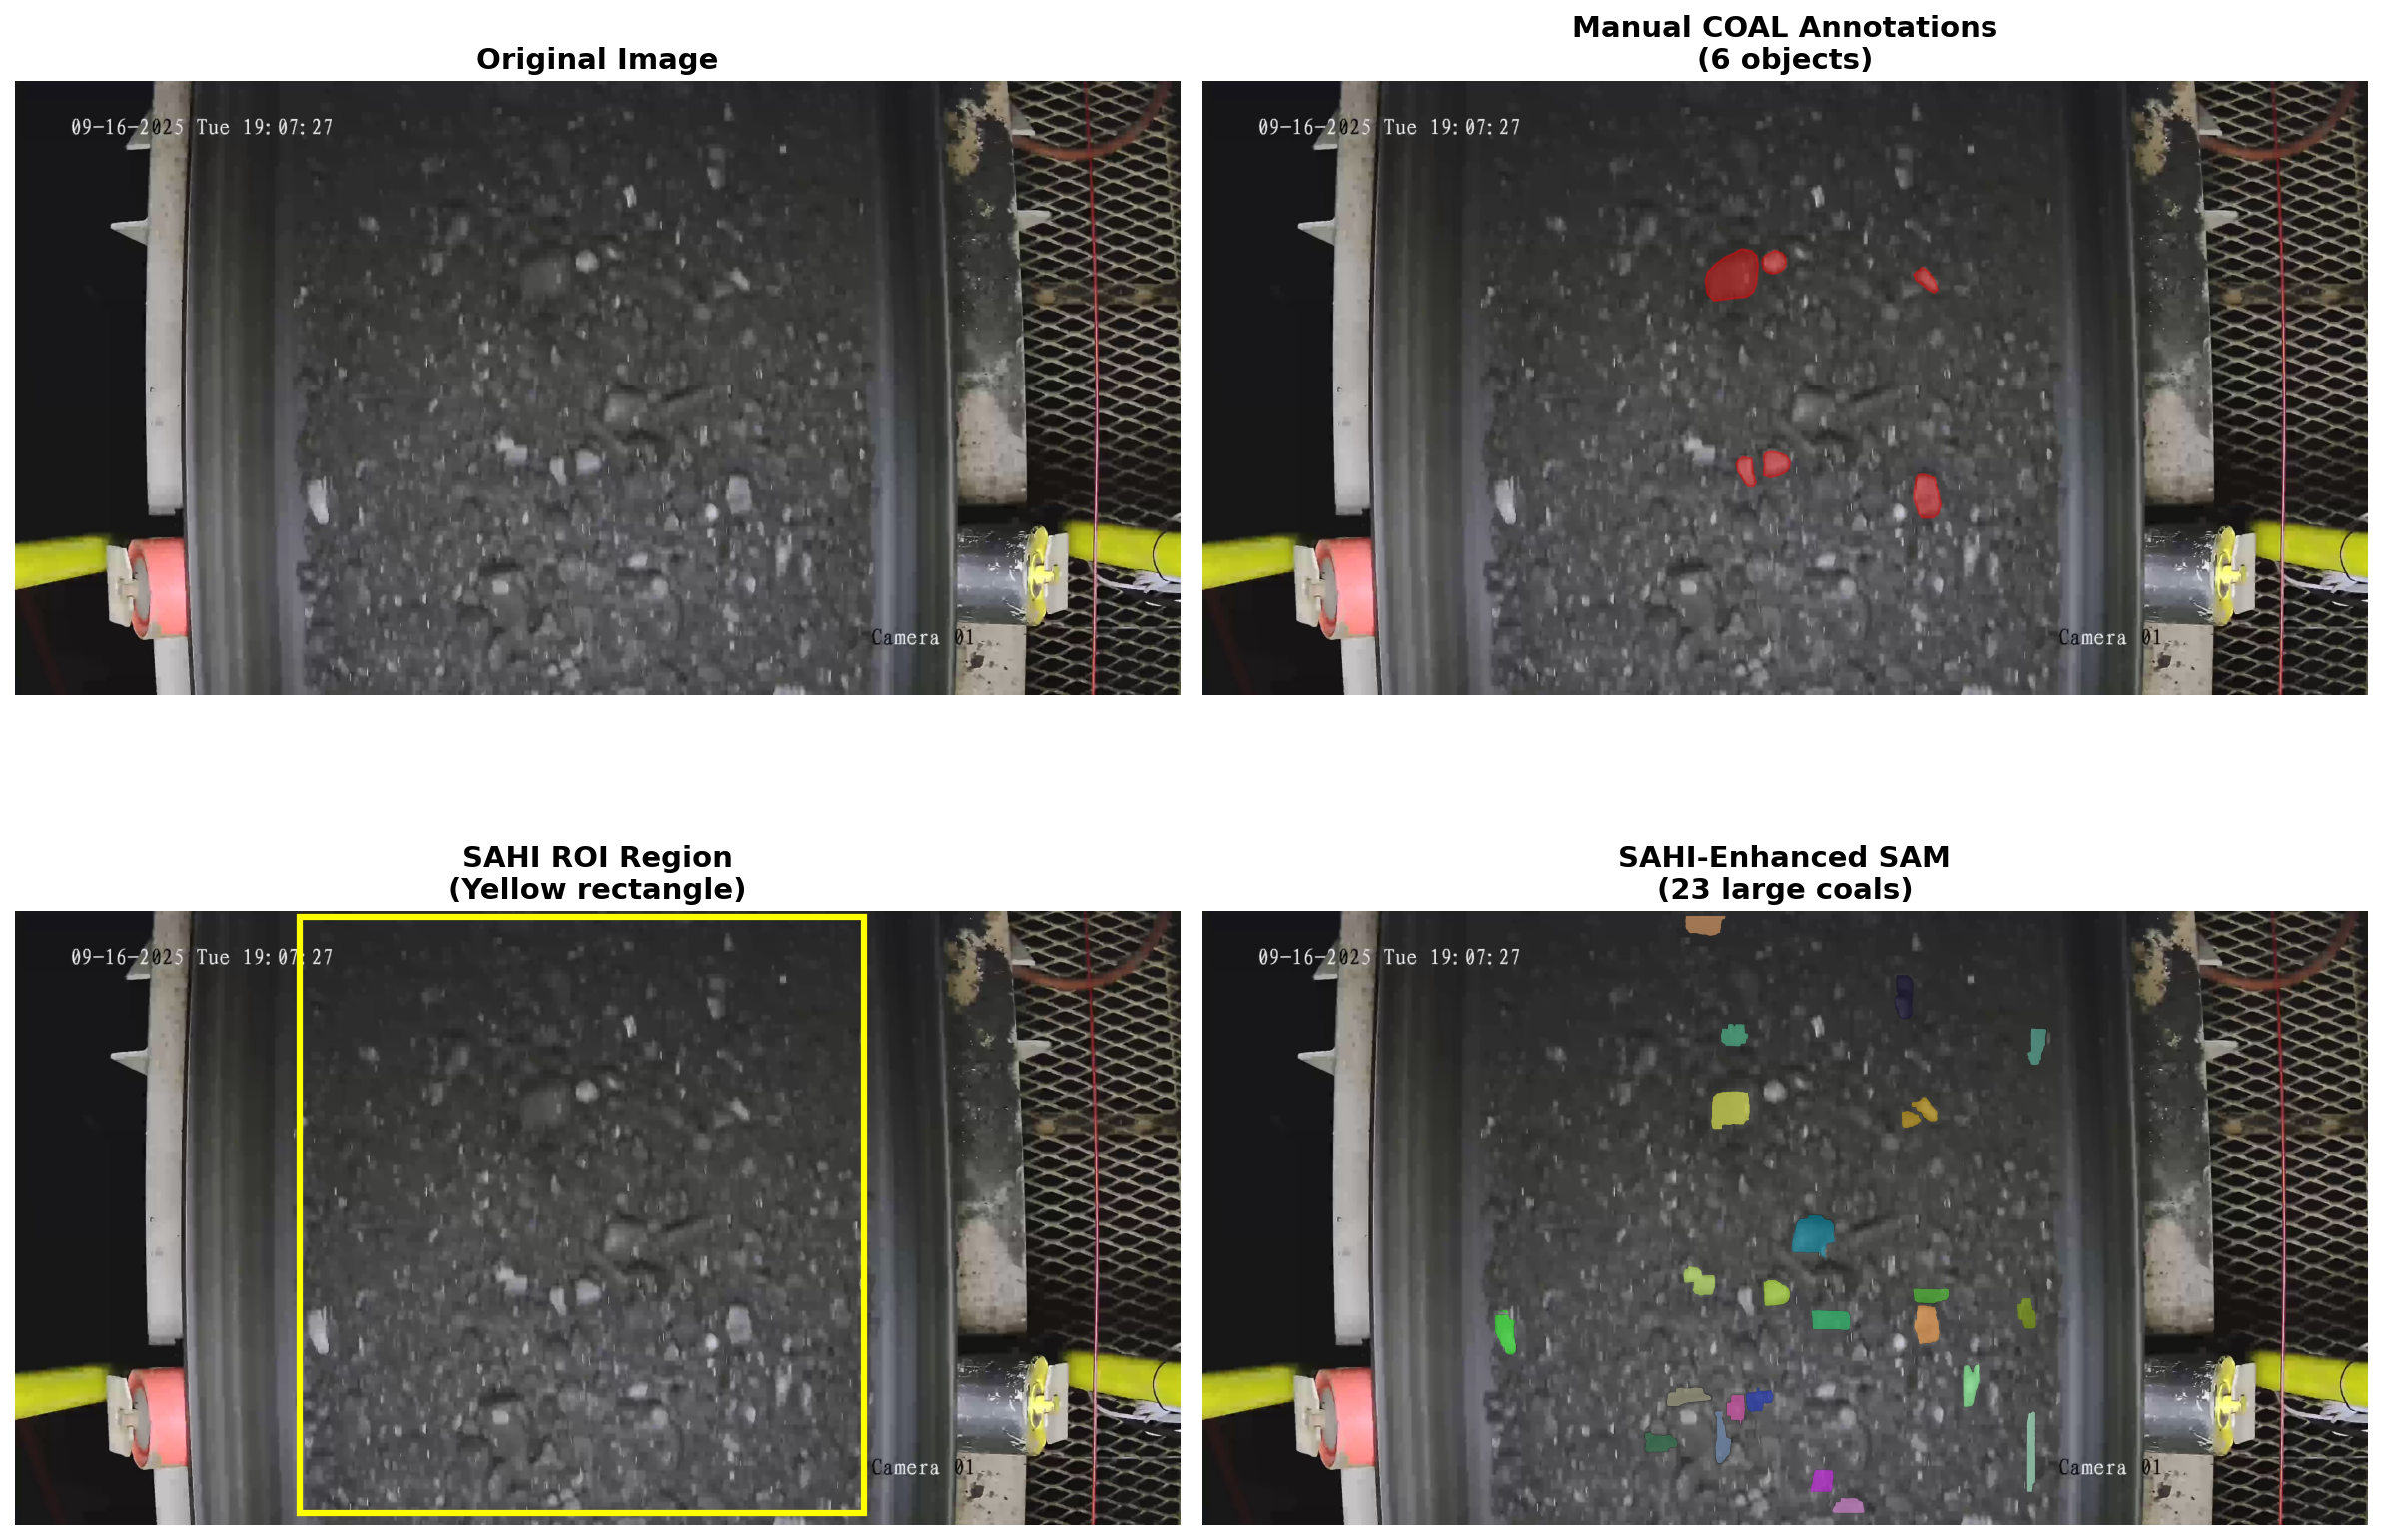 Original Image
09-16-2025 Tue 19:07:27
Camera 01
Manual COAL Annotations
(6 objects)
09-16-2025 Tue 19:07:27
Camera 01
SAHI ROI Region
(Yellow rectangle)
09-16-2025 Tue 19:07:27
Camera 01
SAHI-Enhanced SAM
(23 large coals)
09-16-2025 Tue 19:07:27
Camera 01